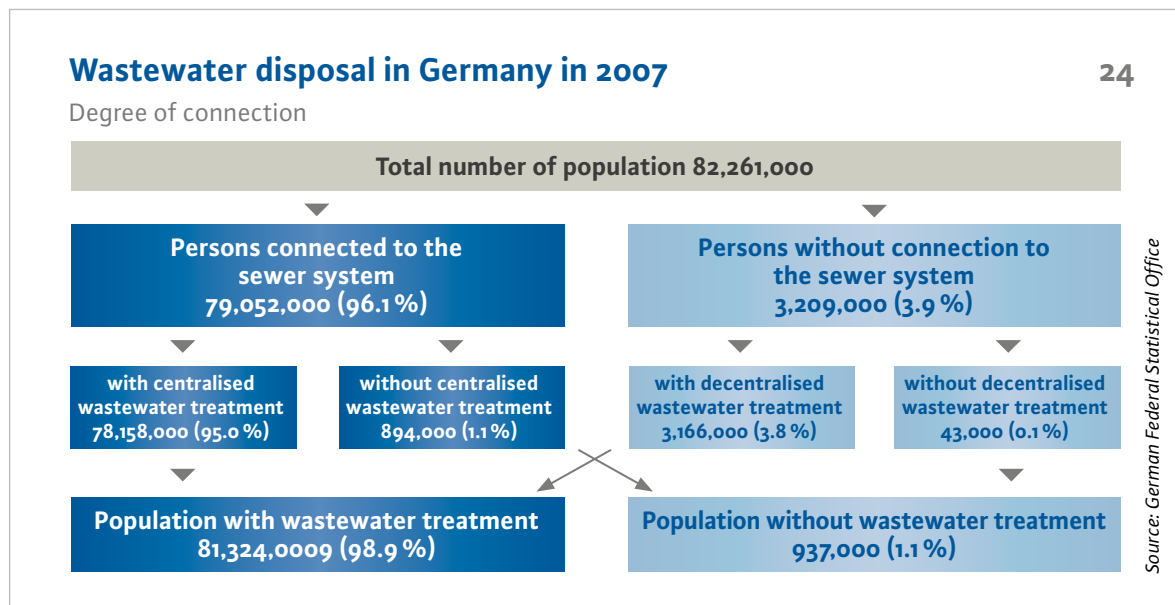 Wastewater disposal in Germany in 2007
24
Degree of connection
Total number of population 82,261,000
Persons connected to the
sewer system
79,052,000 (96.1 %)
Persons without connection to
the sewer system
3,209,000 (3.9 %)
with centralised
wastewater treatment
78,158,000 (95.0 %)
without centralised
wastewater treatment
894,000 (1.1 %)
with decentralised
wastewater treatment
3,166,000 (3.8 %)
without decentralised
wastewater treatment
43,000 (0.1 %)
Population with wastewater treatment
81,324,0009 (98.9 %)
Population without wastewater treatment
937,000 (1.1 %)
Source: German Federal Statistical Office